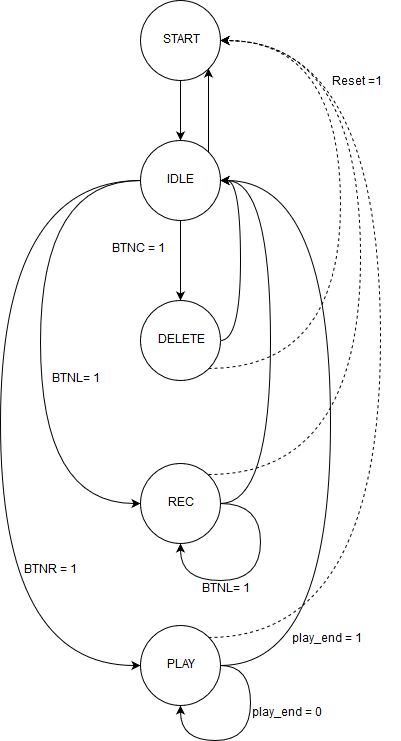 START
Reset =1
IDLE
BTNC = 1
DELETE
BTNL= 1
REC
BTNR = 1
BTNL= 1
play_end = 1
PLAY
play_end = 0